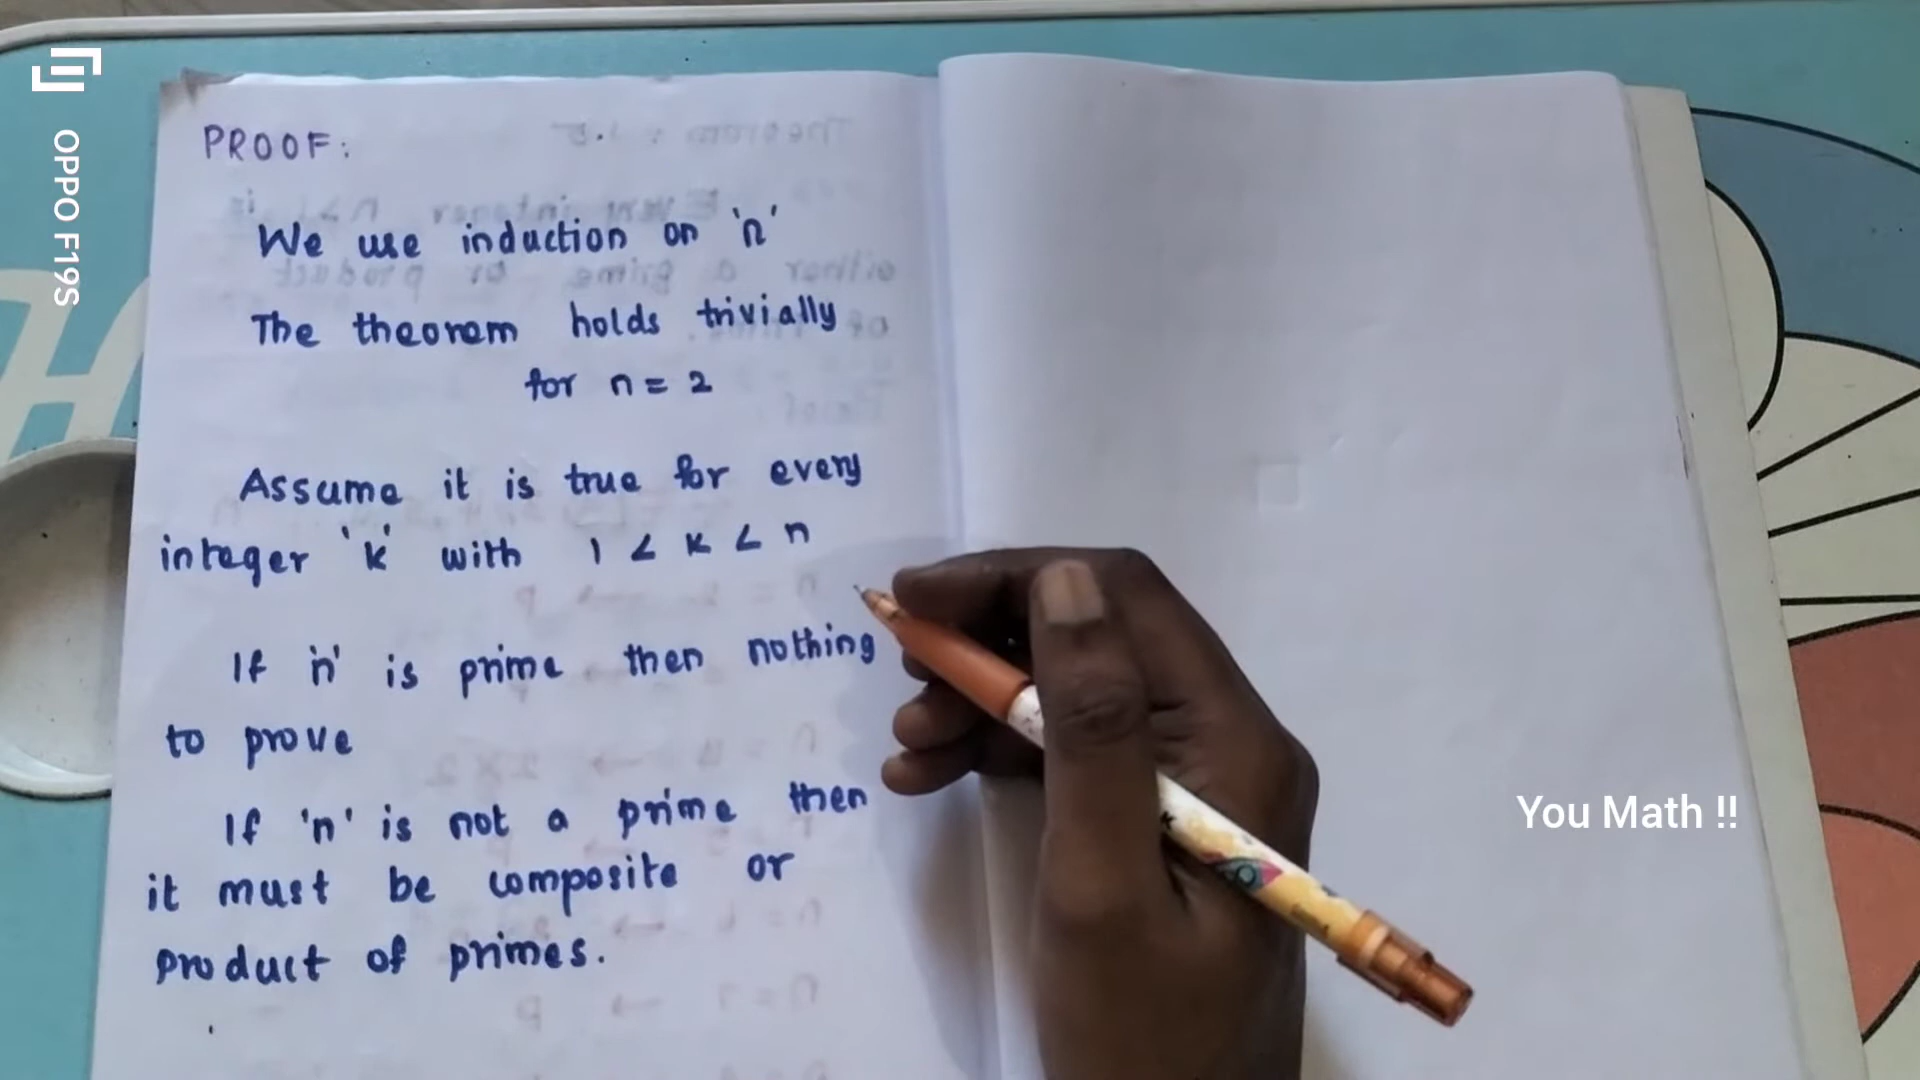 PROOF:
We use induction on 'n'
The theorem holds trivially
for n = 2
Assume it is true for every
integer 'k' with 1 < k < n
If 'n' is prime then nothing
to prove
If 'n' is not a prime then
it must be composite or
product of primes.
OPPO F19S
You Math !!